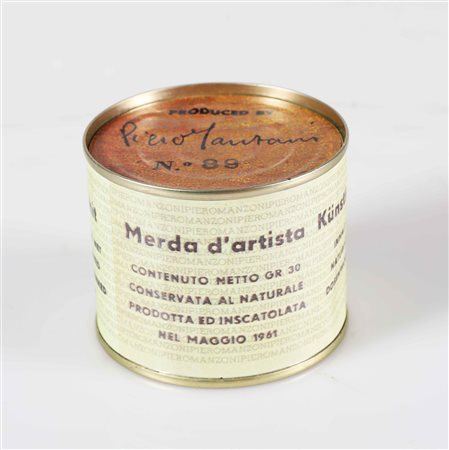 PRODUCED BY
Piero Manzoni
N.º 89
Merda d'artista
CONTENUTO NETTO GR 30
CONSERVATA AL NATURALE
PRODOTTA ED INSCATOLATA
NEL MAGGIO 1961